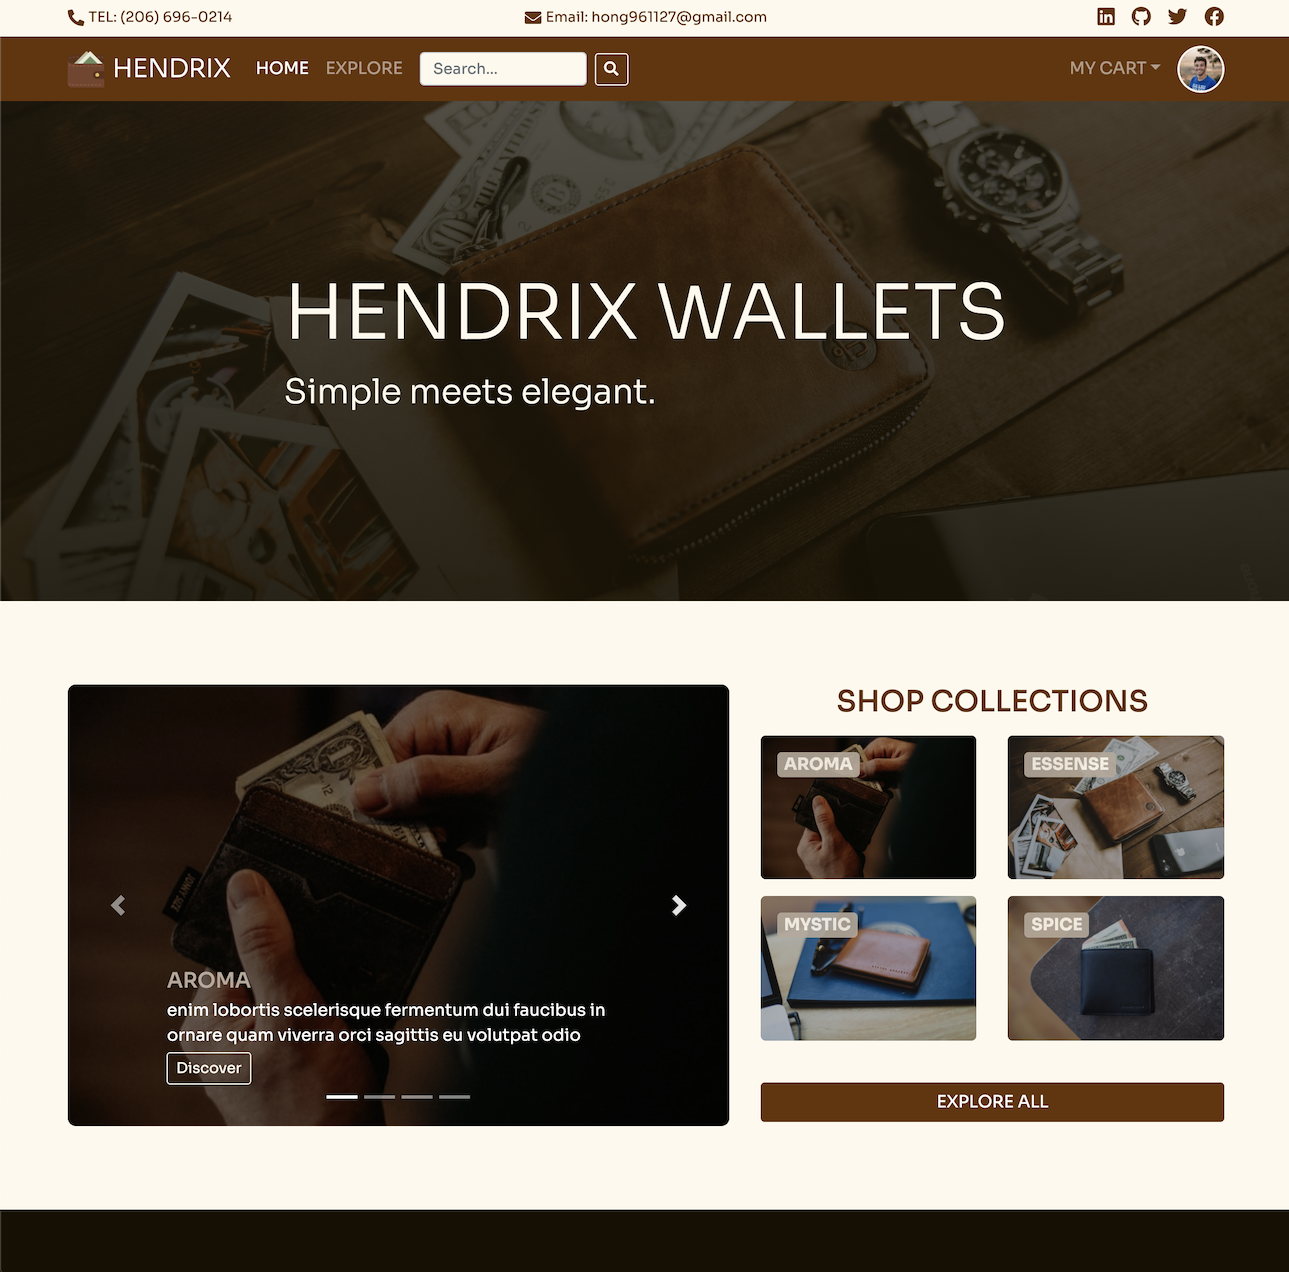 TEL: (206) 696-0214
Email: hong961127@gmail.com
HENDRIX
HOME
EXPLORE
Search...
MY CART
HENDRIX WALLETS
Simple meets elegant.
AROMA
enim lobortis scelerisque fermentum dui faucibus in
ornare quam viverra orci sagittis eu volutpat odio
Discover
SHOP COLLECTIONS
AROMA
ESSENSE
MYSTIC
SPICE
EXPLORE ALL